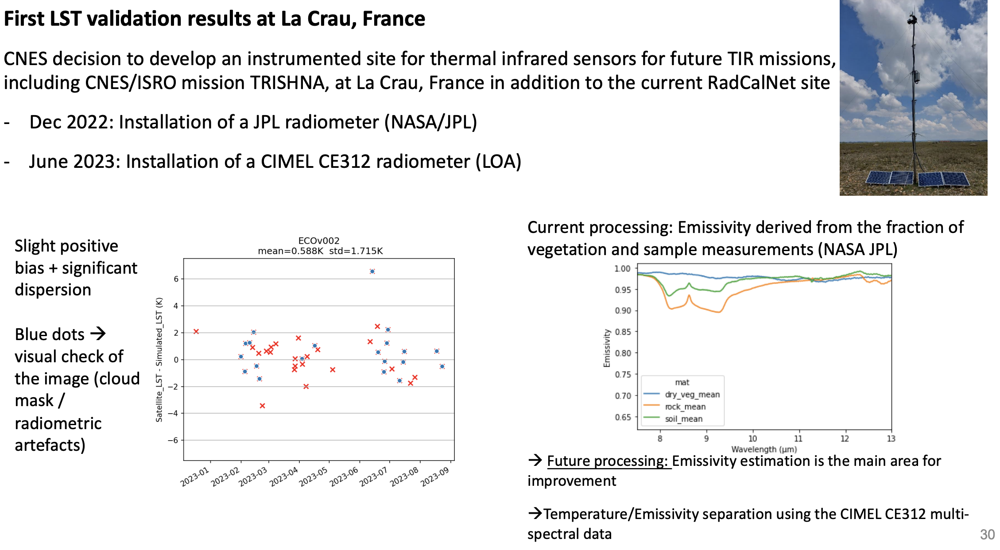 First LST validation results at La Crau, France
CNES decision to develop an instrumented site for thermal infrared sensors for future TIR missions,
including CNES/ISRO mission TRISHNA, at La Crau, France in addition to the current RadCalNet site
- Dec 2022: Installation of a JPL radiometer (NASA/JPL)
- June 2023: Installation of a CIMEL CE312 radiometer (LOA)
Slight positive
bias + significant
dispersion
Blue dots →
visual check of
the image (cloud
mask /
radiometric
artefacts)
ECOv002
mean=0.588K std=1.715K
Satellite_LST - Simulated_LST (K)
6
4
2
0
−2
−4
−6
2023-01
2023-02
2023-03
2023-04
2023-05
2023-06
2023-07
2023-08
2023-09
Current processing: Emissivity derived from the fraction of
vegetation and sample measurements (NASA JPL)
Emissivity
1.00
0.95
0.90
0.85
0.80
0.75
0.70
0.65
mat
dry_veg_mean
rock_mean
soil_mean
8 9 10 11 12 13
Wavelength (μm)
→ Future processing: Emissivity estimation is the main area for
improvement
→Temperature/Emissivity separation using the CIMEL CE312 multi-
spectral data
30